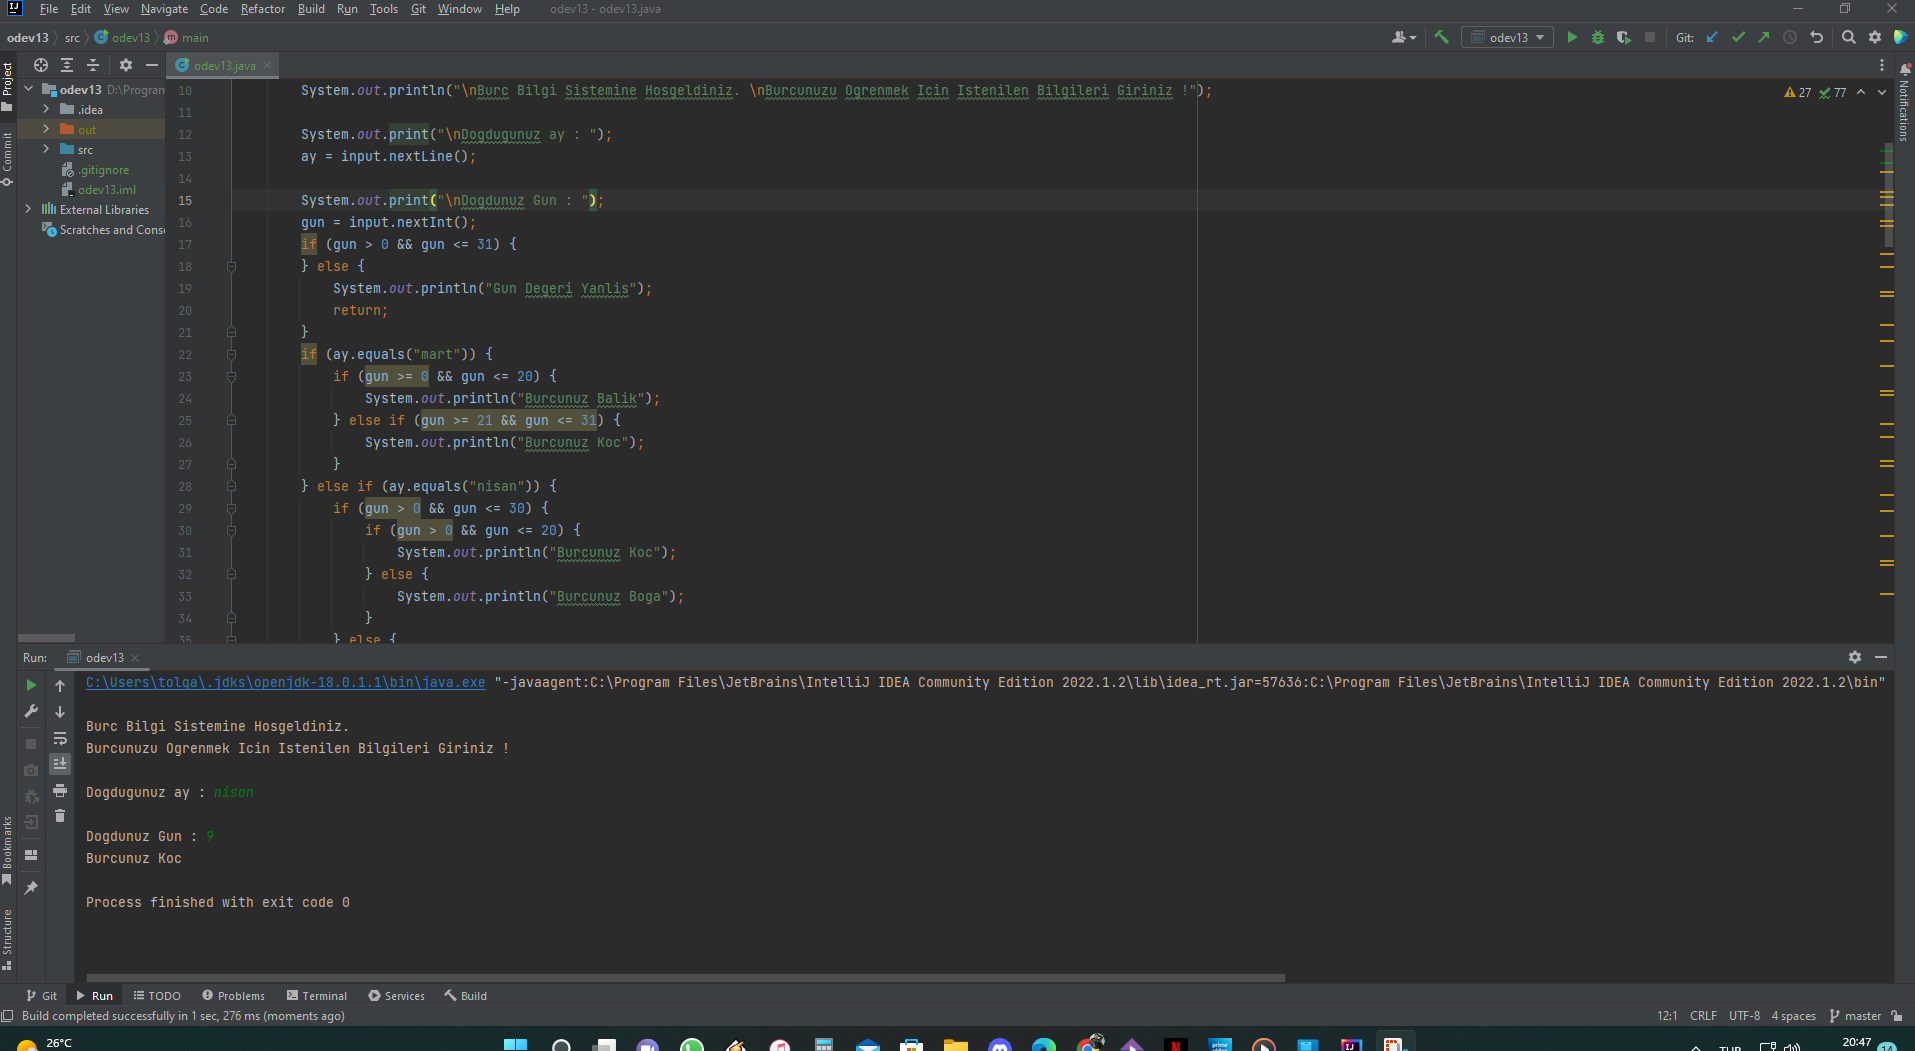 File Edit View Navigate Code Refactor Build Run Tools Git Window Help odev13 - odev13.java
odev13 src odev13 main odev13 Git:
Project odev13.java
odev13 D:\Program
.idea
out
src
.gitignore
odev13.iml
External Libraries
Scratches and Conso
Commit
Notifications
27 77
10 System.out.println("\nBurc Bilgi Sistemine Hosgeldiniz. \nBurcunuzu Ogrenmek Icin Istenilen Bilgileri Giriniz !");
11
12 System.out.print("\nDogdugunuz ay : ");
13 ay = input.nextLine();
14
15 System.out.print("\nDogdunuz Gun : ");
16 gun = input.nextInt();
17 if (gun > 0 && gun <= 31) {
18 } else {
19 System.out.println("Gun Degeri Yanlis");
20 return;
21 }
22 if (ay.equals("mart")) {
23 if (gun >= 0 && gun <= 20) {
24 System.out.println("Burcunuz Balik");
25 } else if (gun >= 21 && gun <= 31) {
26 System.out.println("Burcunuz Koc");
27 }
28 } else if (ay.equals("nisan")) {
29 if (gun > 0 && gun <= 30) {
30 if (gun > 0 && gun <= 20) {
31 System.out.println("Burcunuz Koc");
32 } else {
33 System.out.println("Burcunuz Boga");
34 }
35 } else {
Run: odev13
C:\Users\tolga\.jdks\openjdk-18.0.1.1\bin\java.exe "-javaagent:C:\Program Files\JetBrains\IntelliJ IDEA Community Edition 2022.1.2\lib\idea_rt.jar=57636:C:\Program Files\JetBrains\IntelliJ IDEA Community Edition 2022.1.2\bin"
Burc Bilgi Sistemine Hosgeldiniz.
Burcunuzu Ogrenmek Icin Istenilen Bilgileri Giriniz !
Dogdugunuz ay : nisan
Dogdunuz Gun : 9
Burcunuz Koc
Process finished with exit code 0
Bookmarks
Structure
Git Run TODO Problems Terminal Services Build
Build completed successfully in 1 sec, 276 ms (moments ago) 12:1 CRLF UTF-8 4 spaces master
26°C 20:47
TUR
14